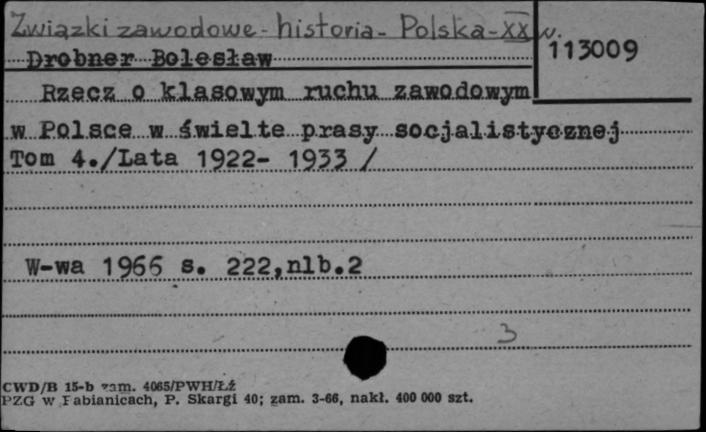 Związki zawodowe - historia - Polska - XX w.
113009
Drobner Bolesław
Rzecz o klasowym ruchu zawodowym
w Polsce w świelte prasy socjalistycznej
Tom 4./Lata 1922- 1933 /
W-wa 1966 s. 222,nlb.2
3
CWD/B 15-b zam. 4065/PWH/Łź
PZG w Pabianicach, P. Skargi 40; zam. 3-66, nakł. 400 000 szt.